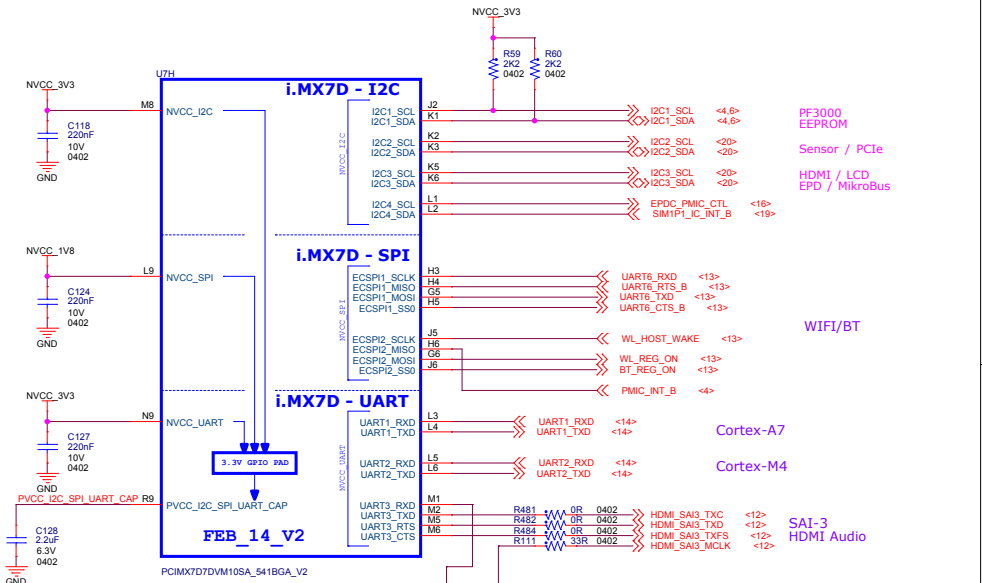 NVCC_3V3
R59
2K2
0402
R60
2K2
0402
U7H
NVCC_3V3
M8
NVCC_I2C
C118
220nF
10V
0402
GND
i.MX7D - I2C
NVCC_I2C
I2C1_SCL J2 I2C1_SCL <4,6>
I2C1_SDA K1 I2C1_SDA <4,6>
PF3000
EEPROM
I2C2_SCL K2 I2C2_SCL <20>
I2C2_SDA K3 I2C2_SDA <20>
Sensor / PCIe
I2C3_SCL K5 I2C3_SCL <20>
I2C3_SDA K6 I2C3_SDA <20>
HDMI / LCD
EPD / MikroBus
I2C4_SCL L1 EPDC_PMIC_CTL <16>
I2C4_SDA L2 SIM1P1_IC_INT_B <19>
NVCC_1V8
L9
NVCC_SPI
C124
220nF
10V
0402
GND
i.MX7D - SPI
NVCC_SPI
ECSPI1_SCLK H3 UART6_RXD <13>
ECSPI1_MISO H4 UART6_RTS_B <13>
ECSPI1_MOSI G5 UART6_TXD <13>
ECSPI1_SS0 H5 UART6_CTS_B <13>
WIFI/BT
ECSPI2_SCLK J5 WL_HOST_WAKE <13>
ECSPI2_MISO H6
ECSPI2_MOSI G6 WL_REG_ON <13>
ECSPI2_SS0 J6 BT_REG_ON <13>
PMIC_INT_B <4>
NVCC_3V3
N9
NVCC_UART
C127
220nF
10V
0402
GND
i.MX7D - UART
NVCC_UART
UART1_RXD L3 UART1_RXD <14>
UART1_TXD L4 UART1_TXD <14>
Cortex-A7
UART2_RXD L5 UART2_RXD <14>
UART2_TXD L6 UART2_TXD <14>
Cortex-M4
3.3V GPIO PAD
PVCC_I2C_SPI_UART_CAP R9
PVCC_I2C_SPI_UART_CAP
C128
2.2uF
6.3V
0402
GND
UART3_RXD M1
UART3_TXD M2 R481 0R 0402 HDMI_SAI3_TXC <12>
UART3_RTS M5 R482 0R 0402 HDMI_SAI3_TXD <12>
UART3_CTS M6 R484 0R 0402 HDMI_SAI3_TXFS <12>
R111 33R 0402 HDMI_SAI3_MCLK <12>
SAI-3
HDMI Audio
FEB_14_V2
PCIMX7D7DVM10SA_541BGA_V2